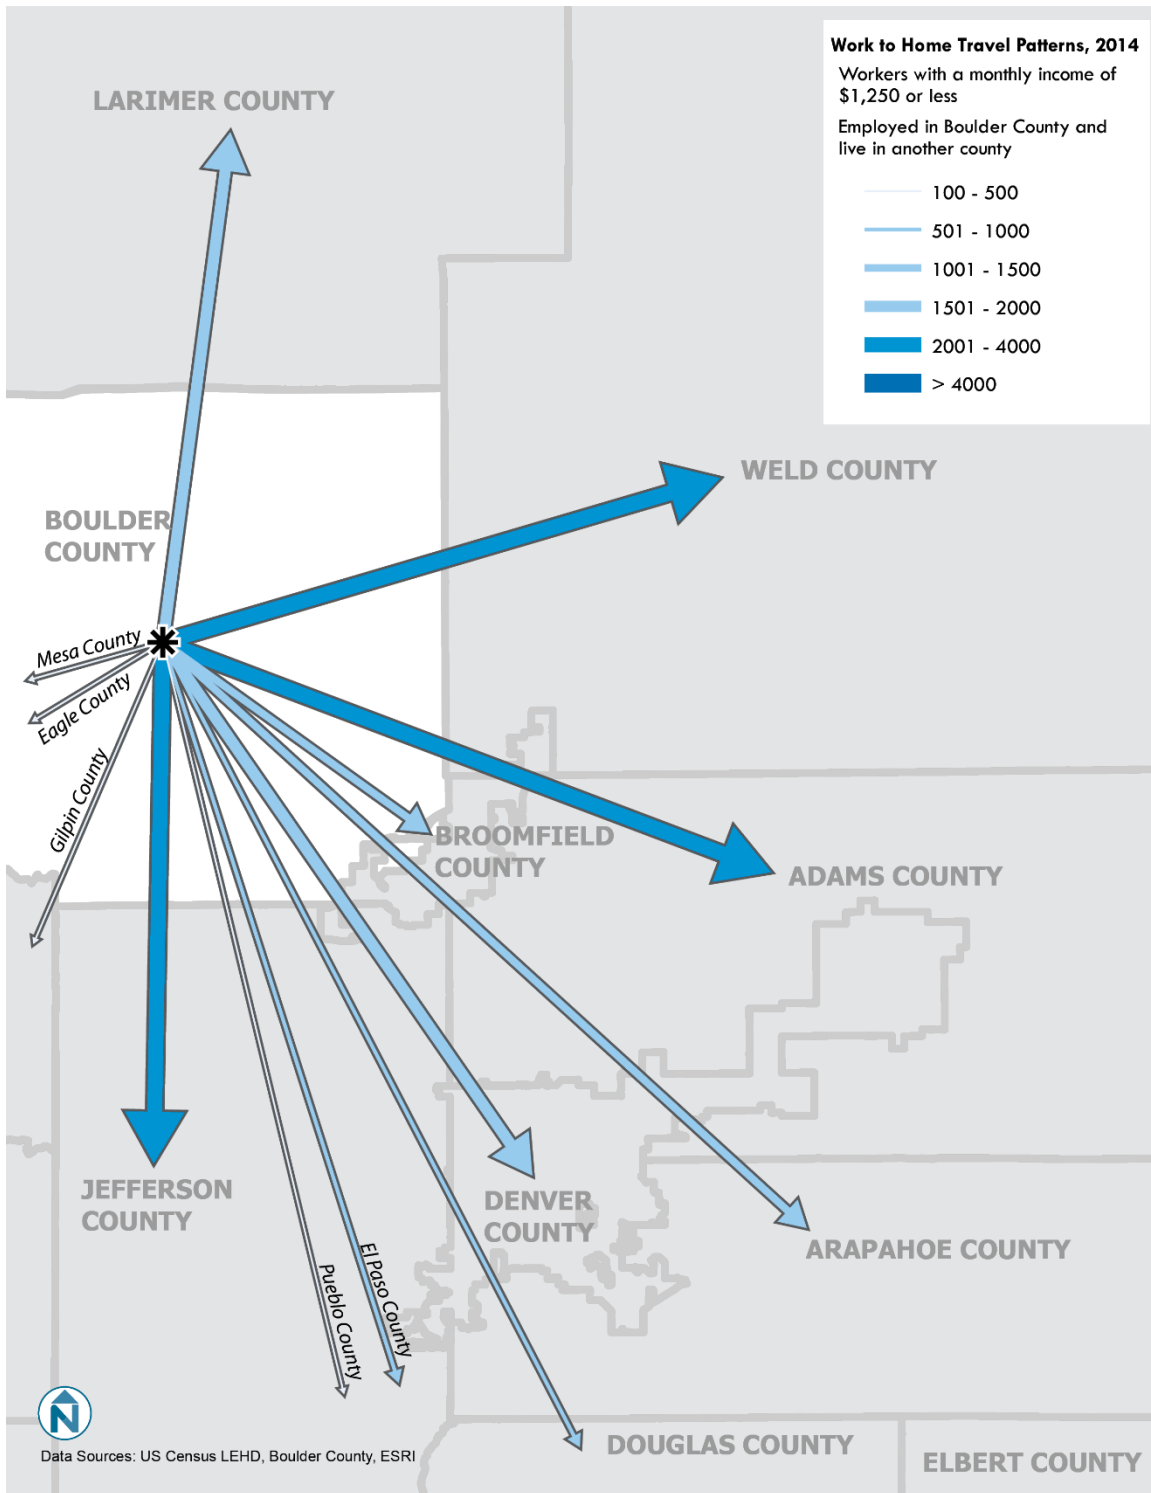 Work to Home Travel Patterns, 2014
Workers with a monthly income of
$1,250 or less
Employed in Boulder County and
live in another county
100 - 500
501 - 1000
1001 - 1500
1501 - 2000
2001 - 4000
> 4000
LARIMER COUNTY
WELD COUNTY
BOULDER
COUNTY
Mesa County
Eagle County
Gilpin County
BROOMFIELD
COUNTY
ADAMS COUNTY
JEFFERSON
COUNTY
DENVER
COUNTY
ARAPAHOE COUNTY
El Paso County
Pueblo County
DOUGLAS COUNTY
ELBERT COUNTY
N
Data Sources: US Census LEHD, Boulder County, ESRI